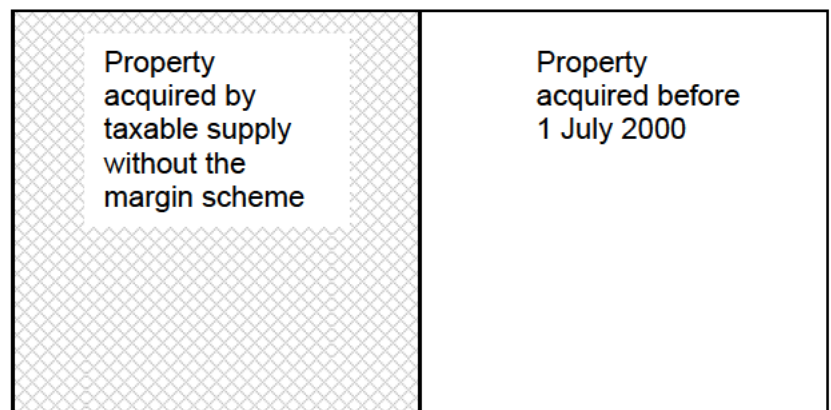 Property
acquired by
taxable supply
without the
margin scheme
Property
acquired before
1 July 2000